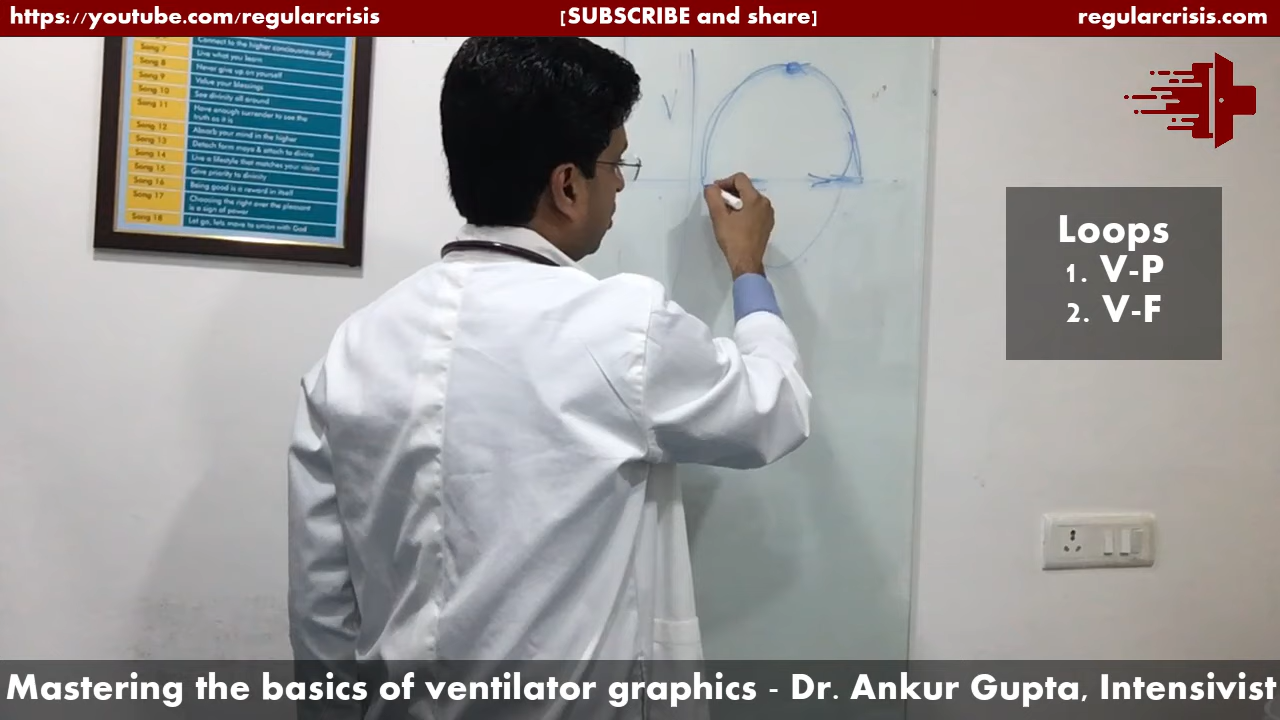 https://youtube.com/regularcrisis [SUBSCRIBE and share] regularcrisis.com
Song 7 Connect to the higher conciousness daily
Song 8 Live what you learn
Song 9 Never give up on yourself
Song 10 Value your blessings
Song 11 See divinity all around
Have enough surrender to see the
truth as it is
Song 12 Absorb your mind in the higher
Song 13 Detach form maya & attach to divine
Song 14 Live a lifestyle that matches your vision
Song 15 Give priority to divinity
Song 16 Being good is a reward in itself
Song 17 Choosing the right over the pleasant
is a sign of power
Song 18 Let go, lets move to union with God
V
Loops
1. V-P
2. V-F
Mastering the basics of ventilator graphics - Dr. Ankur Gupta, Intensivist